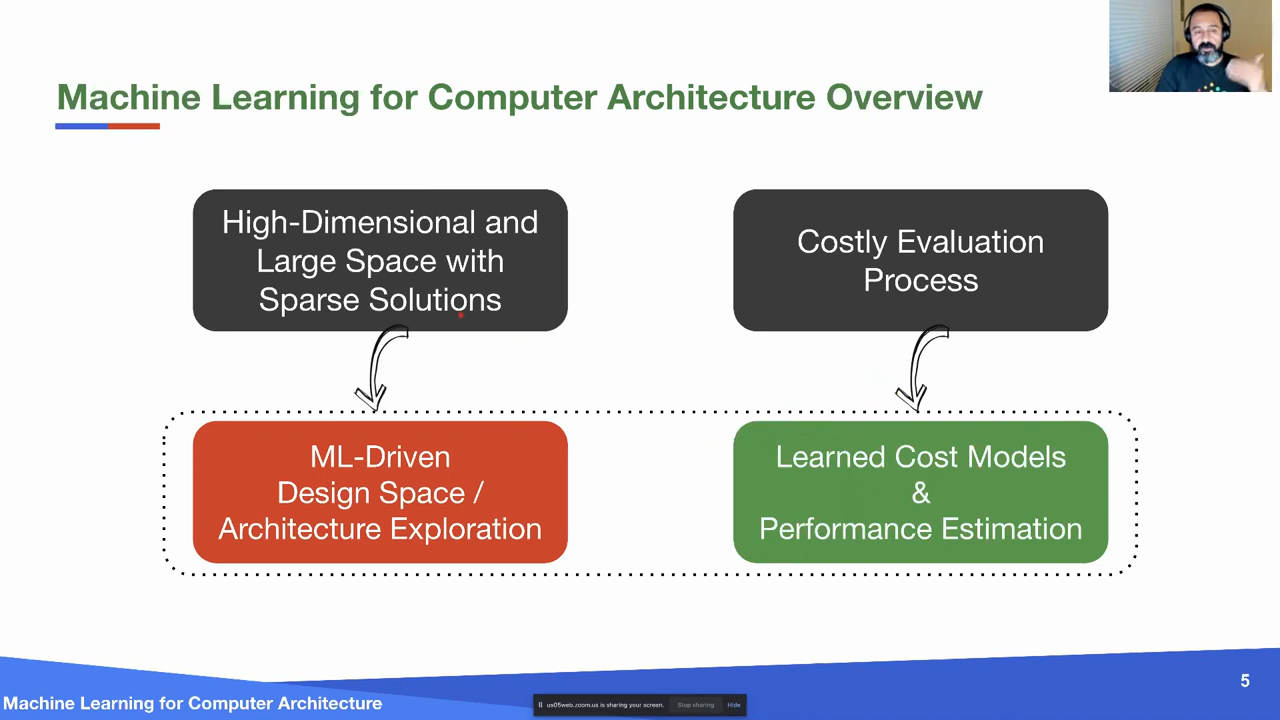 Machine Learning for Computer Architecture Overview
High-Dimensional and
Large Space with
Sparse Solutions
Costly Evaluation
Process
ML-Driven
Design Space /
Architecture Exploration
Learned Cost Models
&
Performance Estimation
5
Machine Learning for Computer Architecture
us05web.zoom.us is sharing your screen. Stop sharing Hide